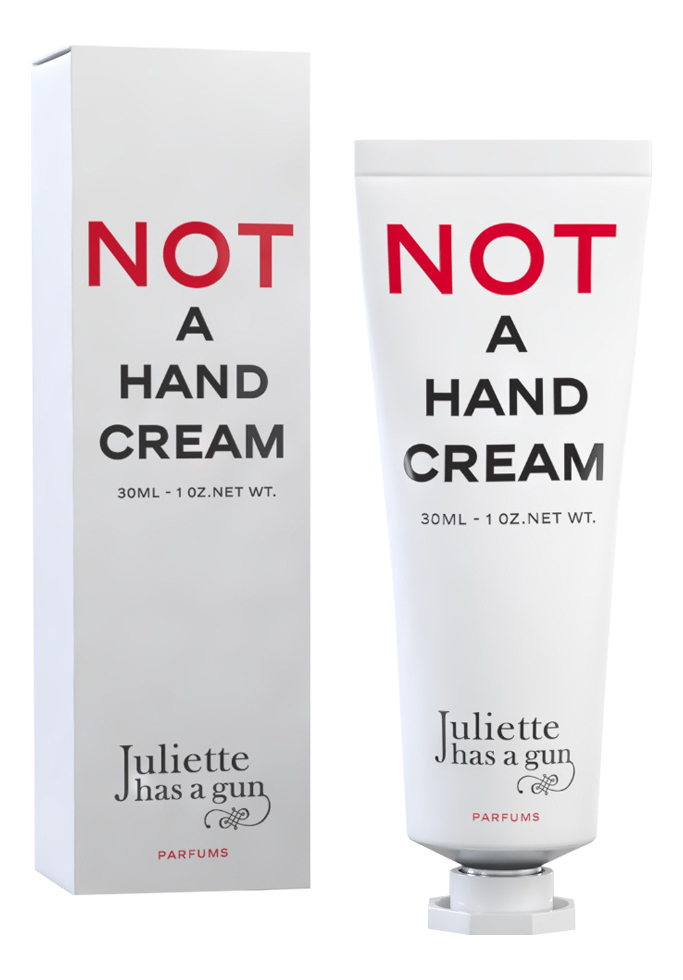 NOT
A
HAND
CREAM
30ML - 1 OZ.NET WT.
Juliette
has a gun
PARFUMS
NOT
A
HAND
CREAM
30ML - 1 OZ.NET WT.
Juliette
has a gun
PARFUMS